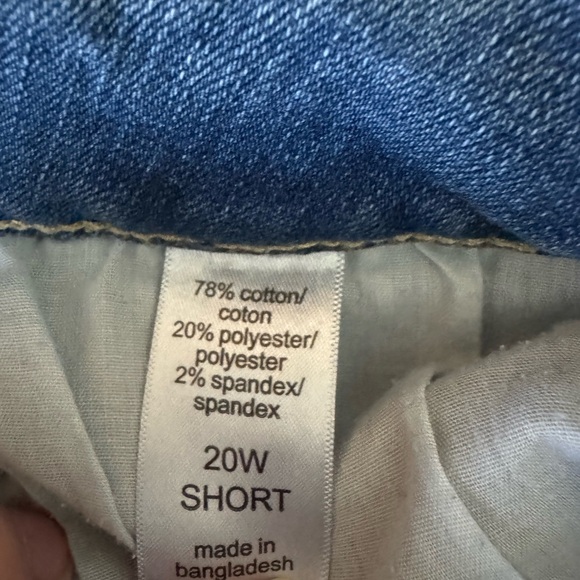 78% cotton/
coton
20% polyester/
polyester
2% spandex/
spandex
20W
SHORT
made in
bangladesh